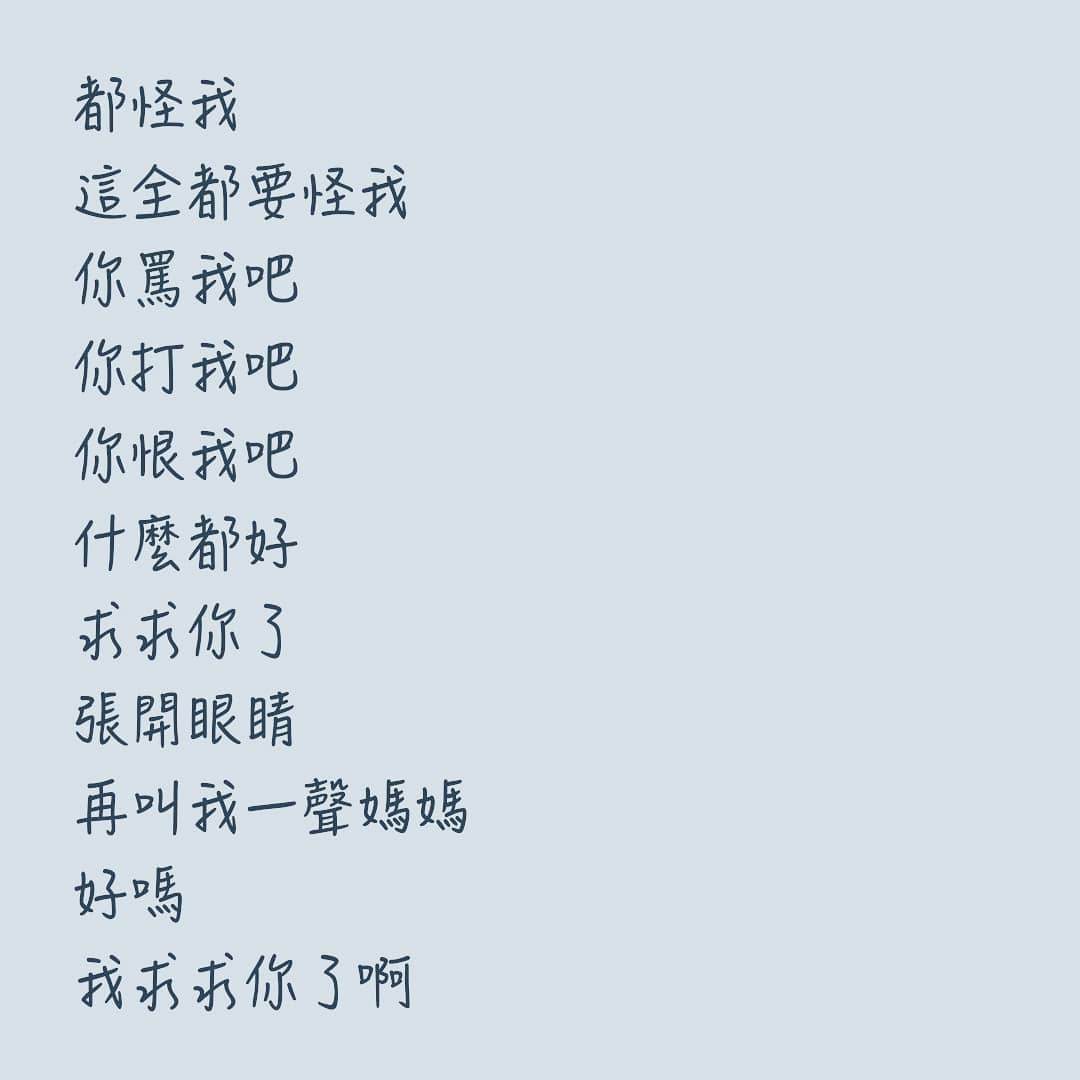 都怪我
這全都要怪我
你罵我吧
你打我吧
你恨我吧
什麼都好
求求你了
張開眼睛
再叫我一聲媽媽
好嗎
我求求你了啊